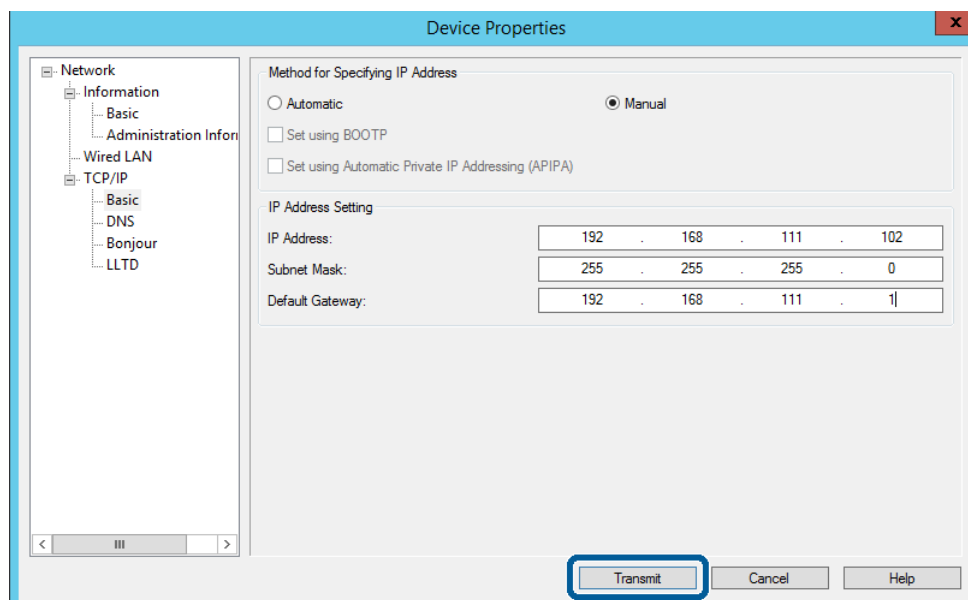 Device Properties
x
Network
Information
Basic
Administration Infor
Wired LAN
TCP/IP
Basic
DNS
Bonjour
LLTD
Method for Specifying IP Address
Automatic
Manual
Set using BOOTP
Set using Automatic Private IP Addressing (APIPA)
IP Address Setting
IP Address: 192 . 168 . 111 . 102
Subnet Mask: 255 . 255 . 255 . 0
Default Gateway: 192 . 168 . 111 . 1
Transmit Cancel Help